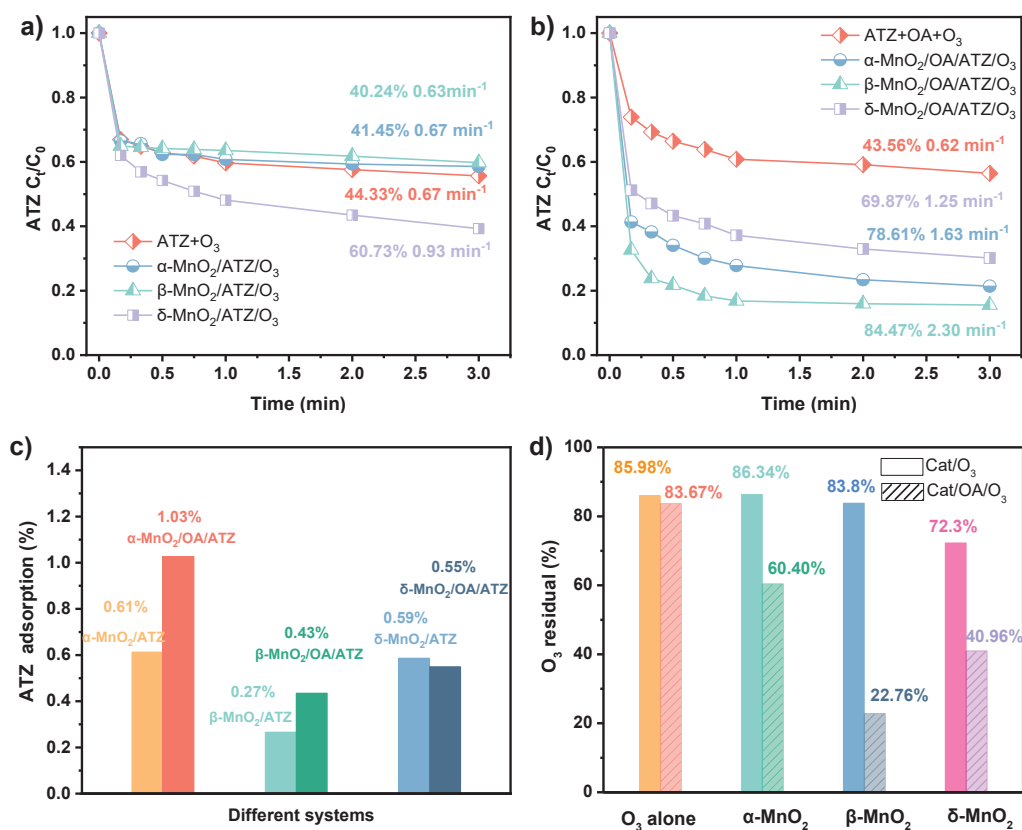 a)
1.0
0.8
0.6
0.4
0.2
0.0
ATZ Cₜ/C₀
40.24% 0.63min⁻¹
41.45% 0.67 min⁻¹
44.33% 0.67 min⁻¹
60.73% 0.93 min⁻¹
ATZ+O₃
α-MnO₂/ATZ/O₃
β-MnO₂/ATZ/O₃
δ-MnO₂/ATZ/O₃
0.0 0.5 1.0 1.5 2.0 2.5 3.0
Time (min)
b)
1.0
0.8
0.6
0.4
0.2
0.0
ATZ Cₜ/C₀
ATZ+OA+O₃
α-MnO₂/OA/ATZ/O₃
β-MnO₂/OA/ATZ/O₃
δ-MnO₂/OA/ATZ/O₃
43.56% 0.62 min⁻¹
69.87% 1.25 min⁻¹
78.61% 1.63 min⁻¹
84.47% 2.30 min⁻¹
0.0 0.5 1.0 1.5 2.0 2.5 3.0
Time (min)
c)
1.4
1.2
1.0
0.8
0.6
0.4
0.2
0.0
ATZ adsorption (%)
1.03%
α-MnO₂/OA/ATZ
0.61%
α-MnO₂/ATZ
0.43%
β-MnO₂/OA/ATZ
0.27%
β-MnO₂/ATZ
0.55%
δ-MnO₂/OA/ATZ
0.59%
δ-MnO₂/ATZ
Different systems
d)
100
80
60
40
20
0
O₃ residual (%)
85.98%
83.67%
86.34%
60.40%
83.8%
22.76%
72.3%
40.96%
Cat/O₃
Cat/OA/O₃
O₃ alone α-MnO₂ β-MnO₂ δ-MnO₂